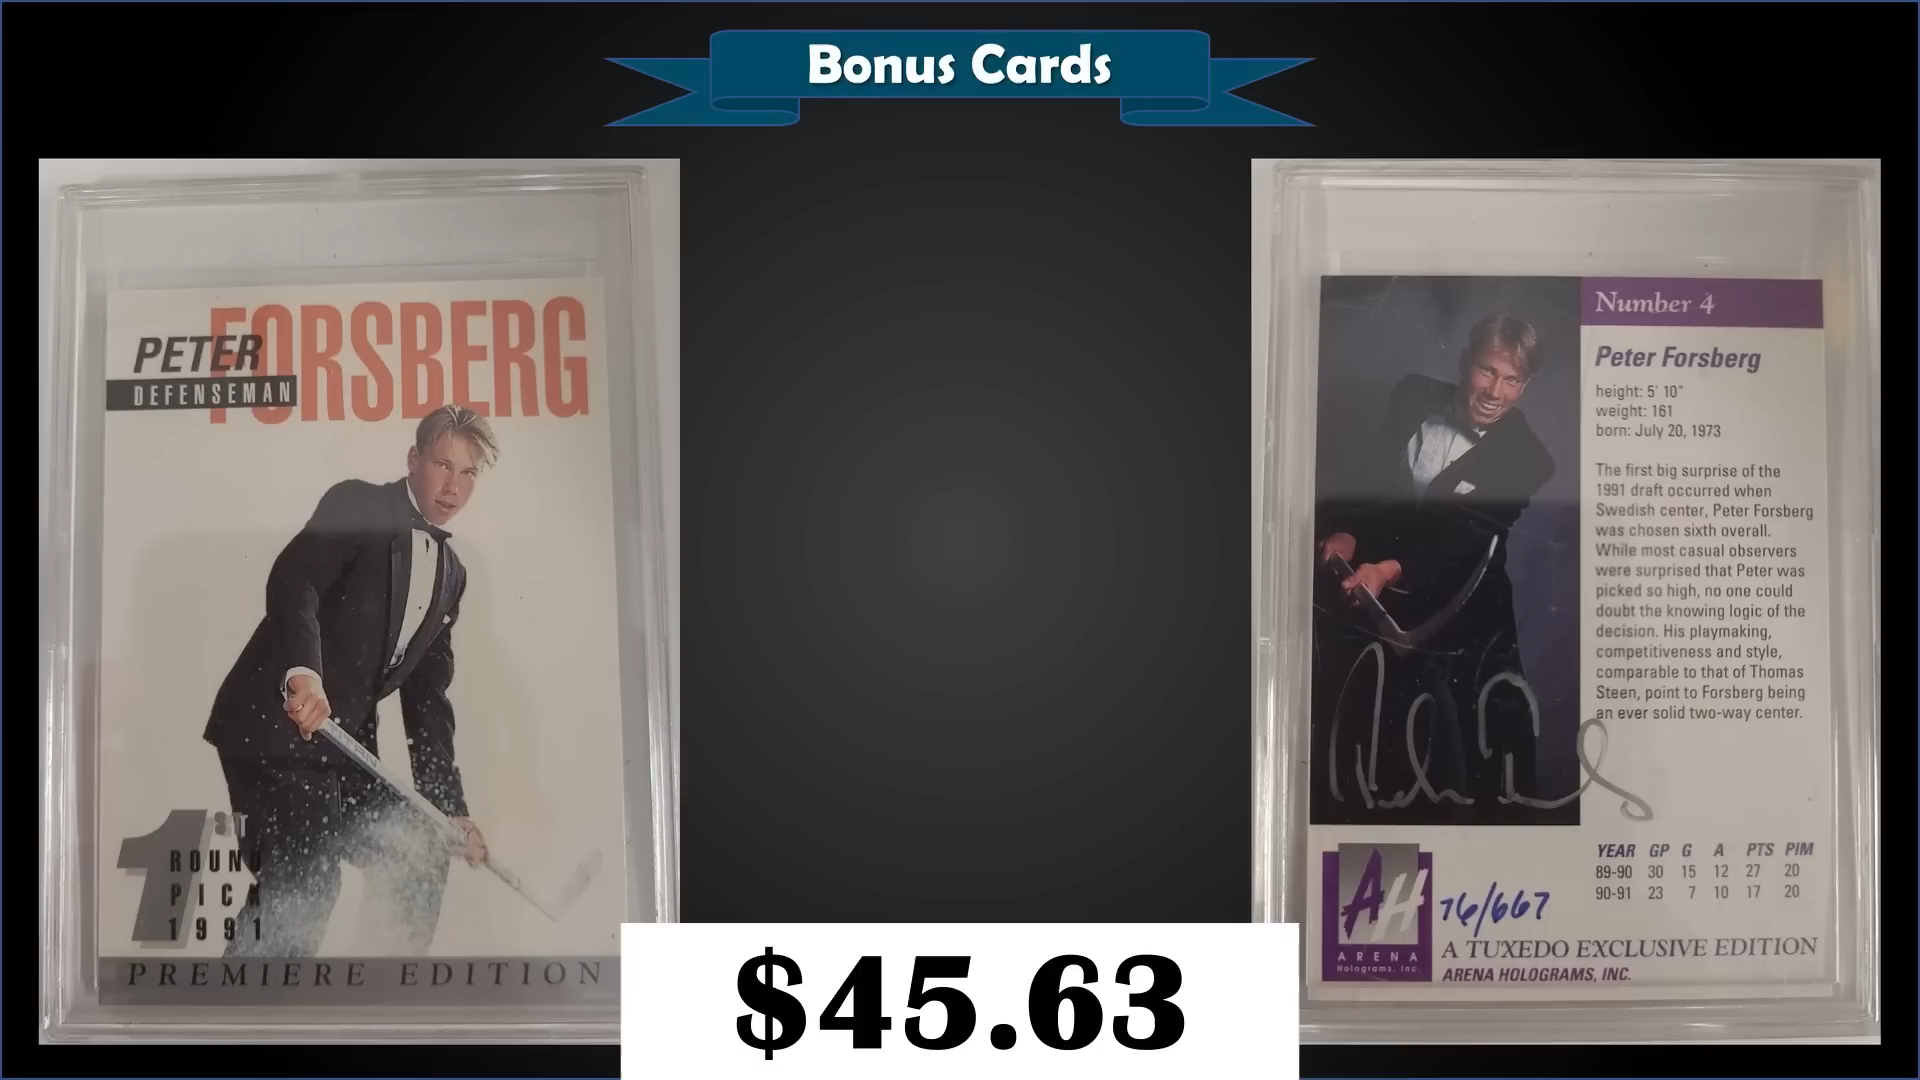 Bonus Cards
FORSBERG
PETER
DEFENSEMAN
1ST
ROUND
PICK
1991
PREMIERE EDITION
Number 4
Peter Forsberg
height: 5' 10"
weight: 161
born: July 20, 1973
The first big surprise of the
1991 draft occurred when
Swedish center, Peter Forsberg
was chosen sixth overall.
While most casual observers
were surprised that Peter was
picked so high, no one could
doubt the knowing logic of the
decision. His playmaking,
competitiveness and style,
comparable to that of Thomas
Steen, point to Forsberg being
an ever solid two-way center.
YEAR GP G A PTS PIM
89-90 30 15 12 27 20
90-91 23 7 10 17 20
AH
ARENA
Holograms, Inc.
76/667
A TUXEDO EXCLUSIVE EDITION
ARENA HOLOGRAMS, INC.
$45.63